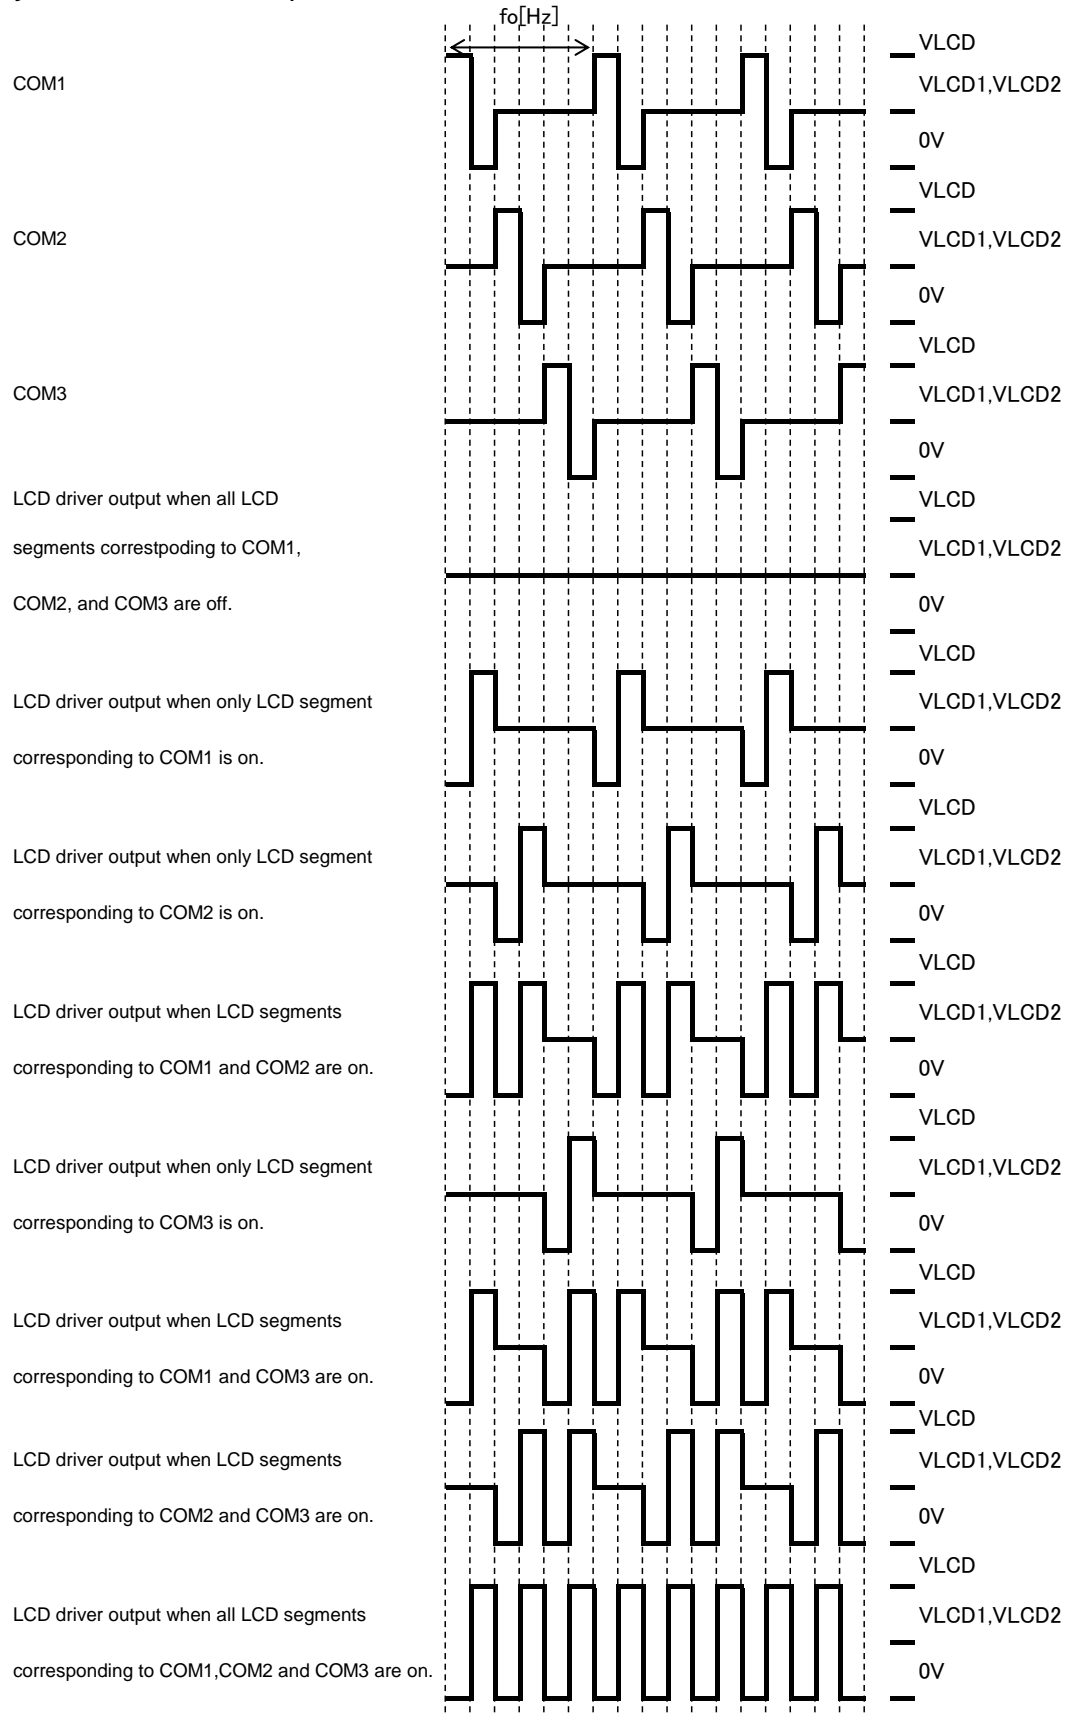 fo[Hz]
VLCD
COM1
VLCD1,VLCD2
0V
VLCD
COM2
VLCD1,VLCD2
0V
VLCD
COM3
VLCD1,VLCD2
0V
LCD driver output when all LCD
VLCD
segments correstpoding to COM1,
VLCD1,VLCD2
COM2, and COM3 are off.
0V
VLCD
LCD driver output when only LCD segment
VLCD1,VLCD2
corresponding to COM1 is on.
0V
VLCD
LCD driver output when only LCD segment
VLCD1,VLCD2
corresponding to COM2 is on.
0V
VLCD
LCD driver output when LCD segments
VLCD1,VLCD2
corresponding to COM1 and COM2 are on.
0V
VLCD
LCD driver output when only LCD segment
VLCD1,VLCD2
corresponding to COM3 is on.
0V
VLCD
LCD driver output when LCD segments
VLCD1,VLCD2
corresponding to COM1 and COM3 are on.
0V
VLCD
LCD driver output when LCD segments
VLCD1,VLCD2
corresponding to COM2 and COM3 are on.
0V
VLCD
LCD driver output when all LCD segments
VLCD1,VLCD2
corresponding to COM1,COM2 and COM3 are on.
0V